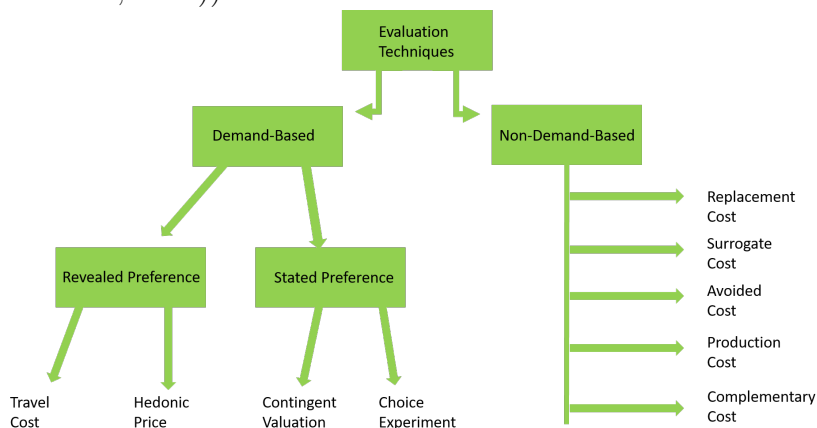 Evaluation
Techniques
Demand-Based
Non-Demand-Based
Replacement
Cost
Surrogate
Cost
Revealed Preference
Stated Preference
Avoided
Cost
Production
Cost
Complementary
Cost
Travel
Cost
Hedonic
Price
Contingent
Valuation
Choice
Experiment